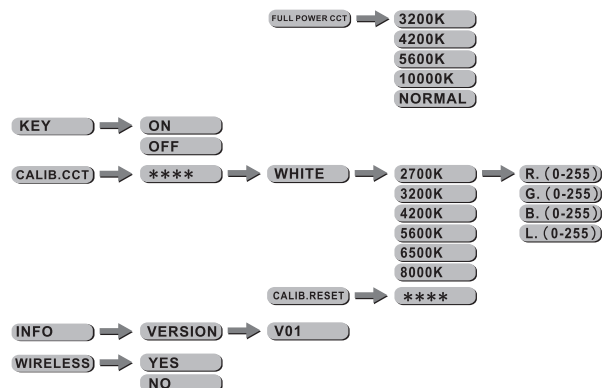 FULL POWER CCT 3200K
4200K
5600K
10000K
NORMAL
KEY ON
OFF
CALIB.CCT **** WHITE 2700K R. (0-255)
3200K G. (0-255)
4200K B. (0-255)
5600K L. (0-255)
6500K
8000K
CALIB.RESET ****
INFO VERSION V01
WIRELESS YES
NO